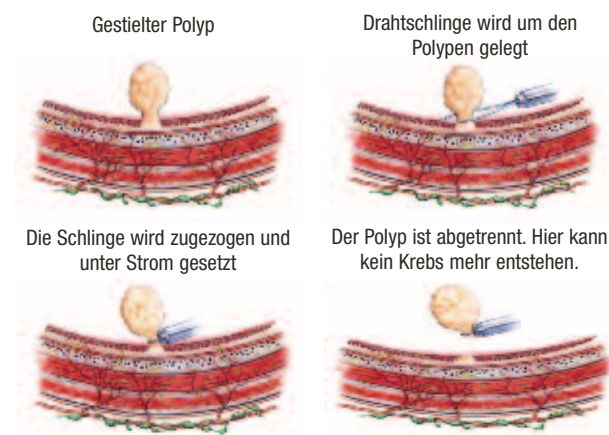 Gestielter Polyp
Drahtschlinge wird um den
Polypen gelegt
Die Schlinge wird zugezogen und
unter Strom gesetzt
Der Polyp ist abgetrennt. Hier kann
kein Krebs mehr entstehen.